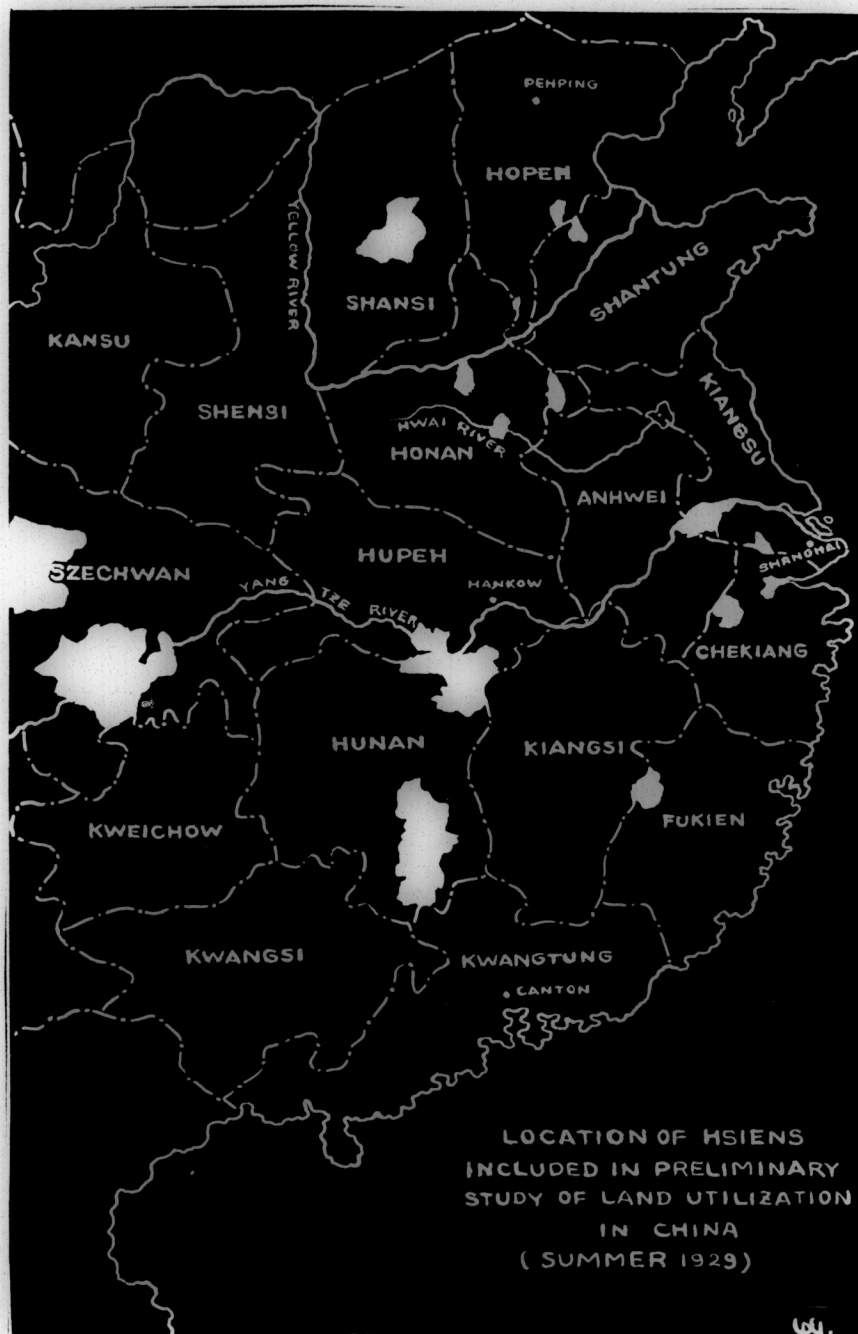 PEHPING
HOPEH
YELLOW RIVER
SHANSI
SHANTUNG
KANSU
SHENSI
KIANGSU
HWAI RIVER
HONAN
ANHWEI
SZECHWAN
HUPEH
HANKOW
SHANGHAI
YANG TZE RIVER
CHEKIANG
HUNAN
KIANGSI
KWEICHOW
FUKIEN
KWANGSI
KWANGTUNG
CANTON
LOCATION OF HSIENS
INCLUDED IN PRELIMINARY
STUDY OF LAND UTILIZATION
IN CHINA
( SUMMER 1929 )